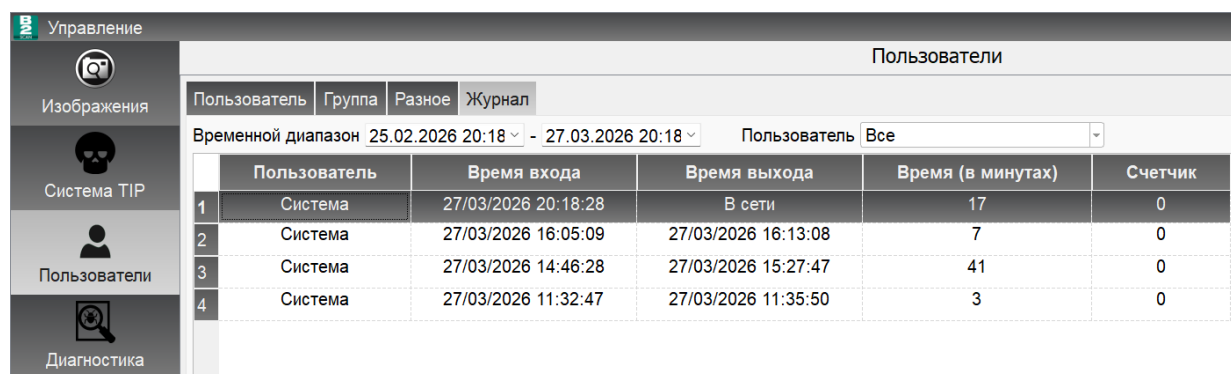 B2 Управление
Пользователи
Изображения
Пользователь Группа Разное Журнал
Временной диапазон 25.02.2026 20:18 - 27.03.2026 20:18 Пользователь Все
Система TIP
Пользователь Время входа Время выхода Время (в минутах) Счетчик
1 Система 27/03/2026 20:18:28 В сети 17 0
2 Система 27/03/2026 16:05:09 27/03/2026 16:13:08 7 0
Пользователи
3 Система 27/03/2026 14:46:28 27/03/2026 15:27:47 41 0
4 Система 27/03/2026 11:32:47 27/03/2026 11:35:50 3 0
Диагностика